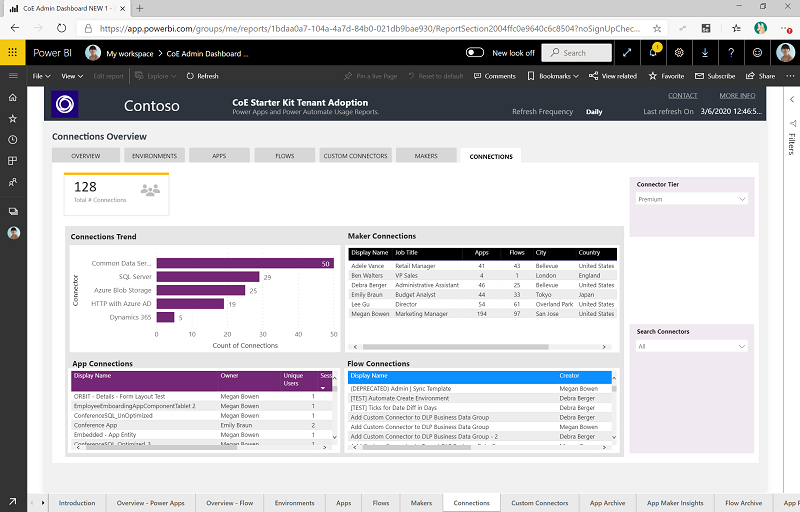 CoE Admin Dashboard NEW 1 -
https://app.powerbi.com/groups/me/reports/1bdaa0a7-104a-4a7d-84b0-021db9bae930/ReportSection2004ffc0e9640c6c8504?noSignUpChec...
Power BI My workspace > CoE Admin Dashboard ... New look off Search
File View Edit report Explore Refresh Pin a live Page Reset to default Comments Bookmarks View related Favorite Subscribe Share ...
Contoso
CoE Starter Kit Tenant Adoption
Power Apps and Power Automate Usage Reports.
CONTACT MORE INFO
Refresh Frequency Daily Last refresh On 3/6/2020 12:46:5...
Filters
Connections Overview
OVERVIEW ENVIRONMENTS APPS FLOWS CUSTOM CONNECTORS MAKERS CONNECTIONS
128
Total # Connections
Connector Tier
Premium
Connections Trend
Connector
Common Data Ser... 50
SQL Server 29
Azure Blob Storage 25
HTTP with Azure AD 19
Dynamics 365 5
0 10 20 30 40 50
Count of Connections
Maker Connections
Display Name Job Title Apps Flows City Country
Adele Vance Retail Manager 41 43 Bellevue United States
Ben Walters VP Sales 4 1 London England
Debra Berger Administrative Assistant 46 25 Bellevue United States
Emily Braun Budget Analyst 44 33 Tokyo Japan
Lee Gu Director 54 61 Overland Park United States
Megan Bowen Marketing Manager 194 97 San Jose United States
Search Connectors
All
App Connections
Display Name Owner Unique Users Sess
ORBIT - Details - Form Layout Test Megan Bowen 1
EmployeeEmboardingAppComponentTablet 2 Megan Bowen 1
ConferenceSQL_UnOptimized Megan Bowen 1
Conference App Emily Braun 2
Embedded - App Entity Megan Bowen 1
ConferenceSQL_Optimized_3 Megan Bowen 1
Flow Connections
Display Name Creator
(DEPRECATED) Admin | Sync Template Megan Bowen
[TEST] Automate Create Environment Debra Berger
[TEST] Ticks for Date Diff in Days Debra Berger
Add Custom Connector to DLP Business Data Group Debra Berger
Add Custom Connector to DLP Business Data Group Megan Bowen
Add Custom Connector to DLP Business Data Group - 2 Debra Berger
Introduction Overview - Power Apps Overview - Flow Environments Apps Flows Makers Connections Custom Connectors App Archive App Maker Insights Flow Archive App R